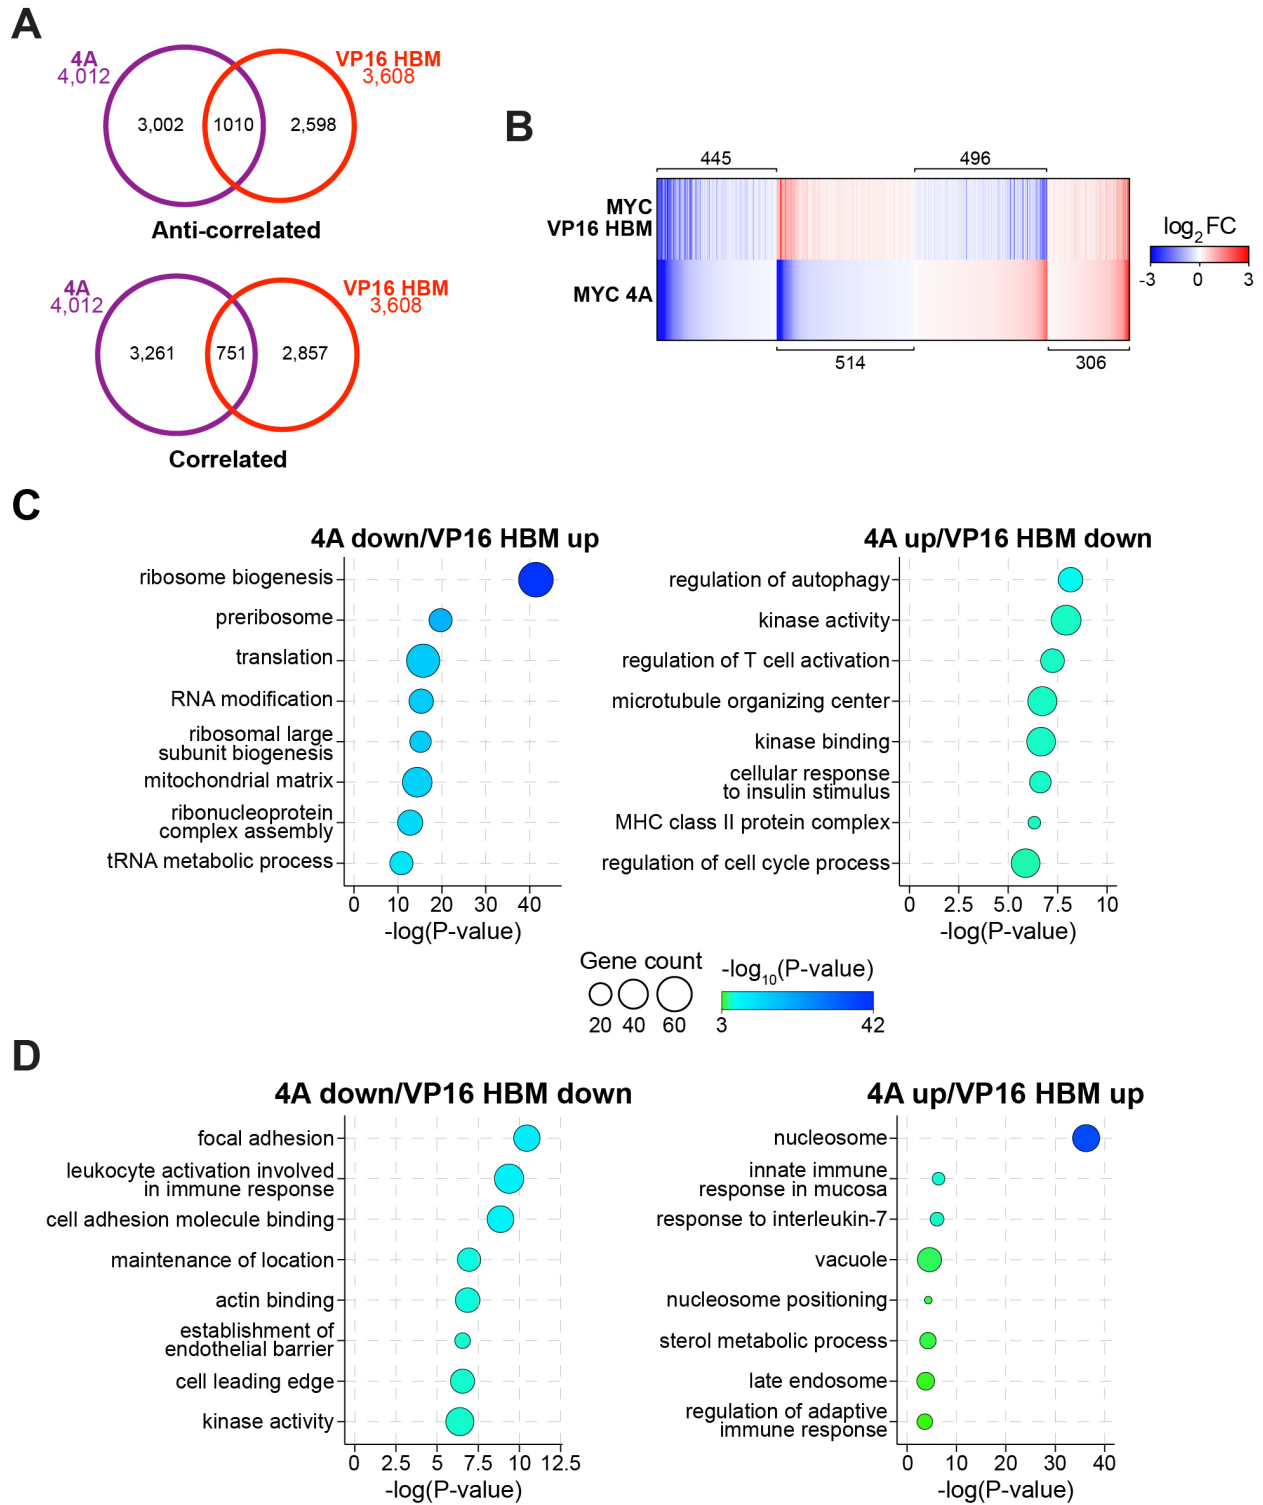 A
4A
4,012
VP16 HBM
3,608
3,002
1010
2,598
Anti-correlated
4A
4,012
VP16 HBM
3,608
3,261
751
2,857
Correlated
B
445
496
MYC
VP16 HBM
MYC 4A
514
306
log2FC
-3
0
3
C
4A down/VP16 HBM up
ribosome biogenesis
preribosome
translation
RNA modification
ribosomal large
subunit biogenesis
mitochondrial matrix
ribonucleoprotein
complex assembly
tRNA metabolic process
0 10 20 30 40
-log(P-value)
4A up/VP16 HBM down
regulation of autophagy
kinase activity
regulation of T cell activation
microtubule organizing center
kinase binding
cellular response
to insulin stimulus
MHC class II protein complex
regulation of cell cycle process
0 2.5 5.0 7.5 10
-log(P-value)
Gene count
20 40 60
-log10(P-value)
3 42
D
4A down/VP16 HBM down
focal adhesion
leukocyte activation involved
in immune response
cell adhesion molecule binding
maintenance of location
actin binding
establishment of
endothelial barrier
cell leading edge
kinase activity
0 2.5 5 7.5 10 12.5
-log(P-value)
4A up/VP16 HBM up
nucleosome
innate immune
response in mucosa
response to interleukin-7
vacuole
nucleosome positioning
sterol metabolic process
late endosome
regulation of adaptive
immune response
0 10 20 30 40
-log(P-value)